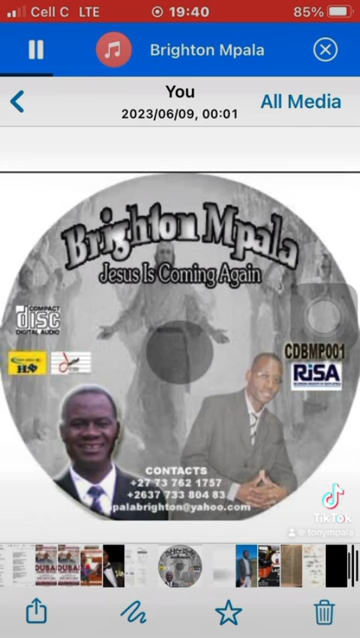 Cell C LTE 19:40 85%
Brighton Mpala
You
2023/06/09, 00:01
All Media
Brighton Mpala
Jesus Is Coming Again
COMPACT
disc
DIGITAL AUDIO
CDBMP001
RiSA
CONTACTS
+27 73 762 1757
+2637 733 804 83
palabrighton@yahoo.com
TikTok
@tonympala